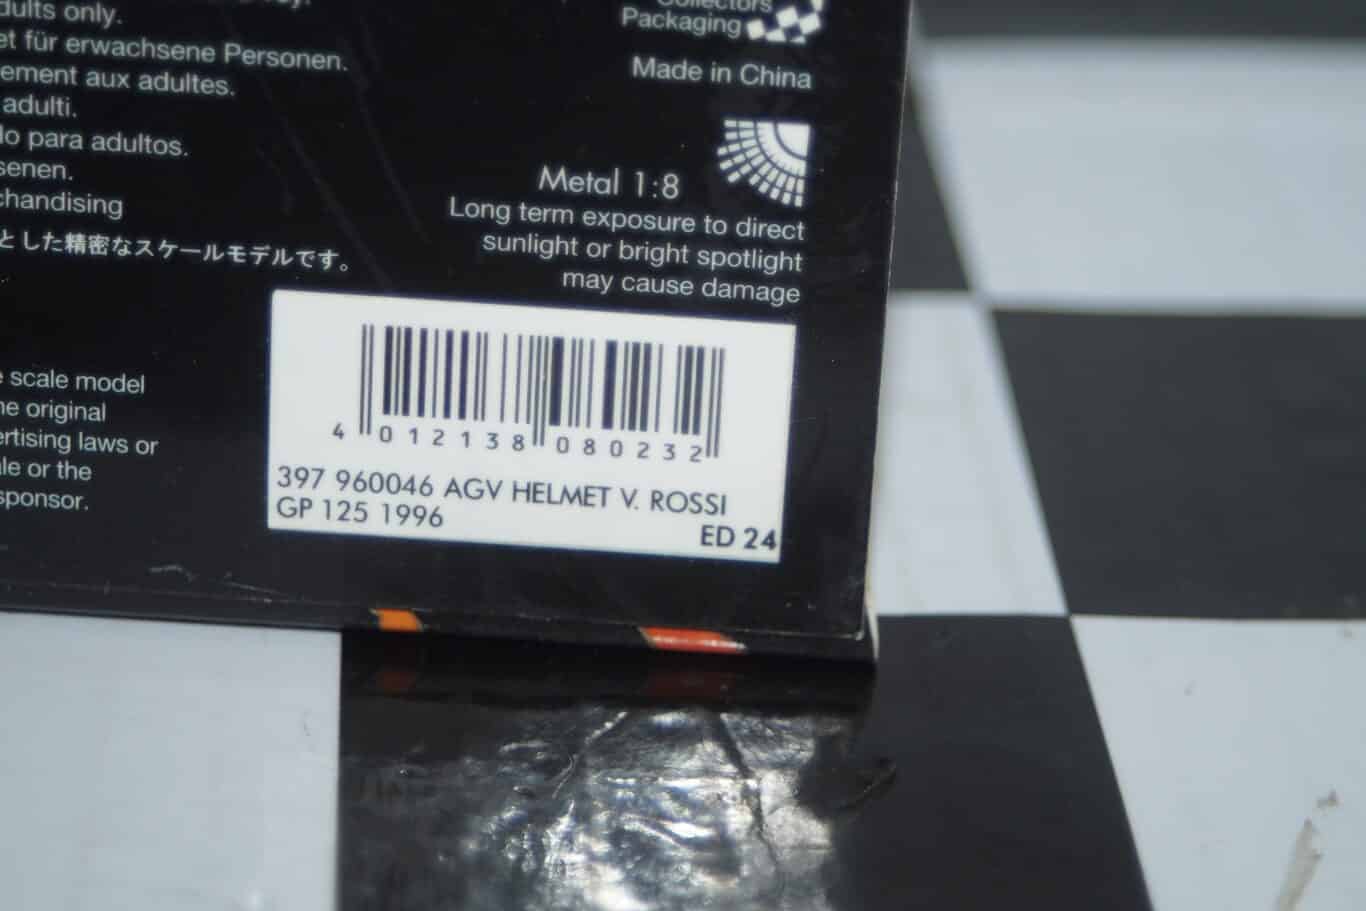 dults only.
et für erwachsene Personen.
ement aux adultes.
adulti.
lo para adultos.
senen.
chandising
とした精密なスケールモデルです。
e scale model
ne original
ertising laws or
ale or the
sponsor.
Collectors
Packaging
Made in China
Metal 1:8
Long term exposure to direct
sunlight or bright spotlight
may cause damage
4 012138 080232
397 960046 AGV HELMET V. ROSSI
GP 125 1996
ED 24